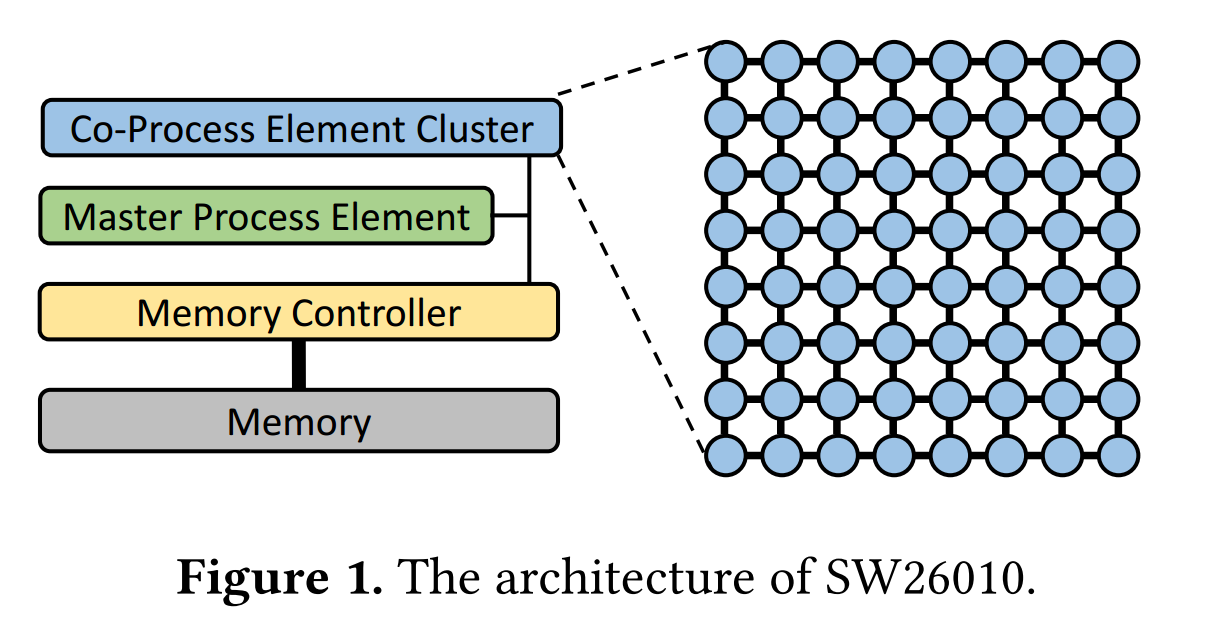 Co-Process Element Cluster
Master Process Element
Memory Controller
Memory
Figure 1. The architecture of SW26010.